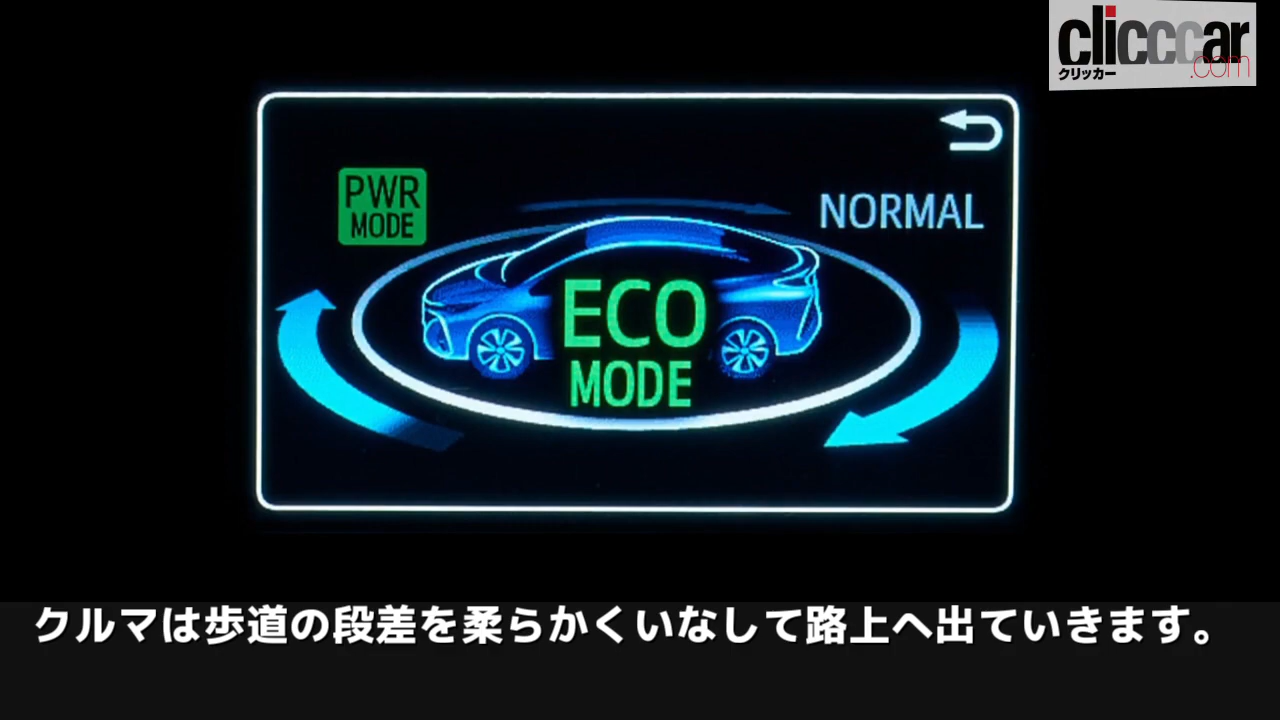 clicccar
クリッカー
.com
PWR
MODE
NORMAL
ECO
MODE
クルマは歩道の段差を柔らかくいなして路上へ出ていきます。